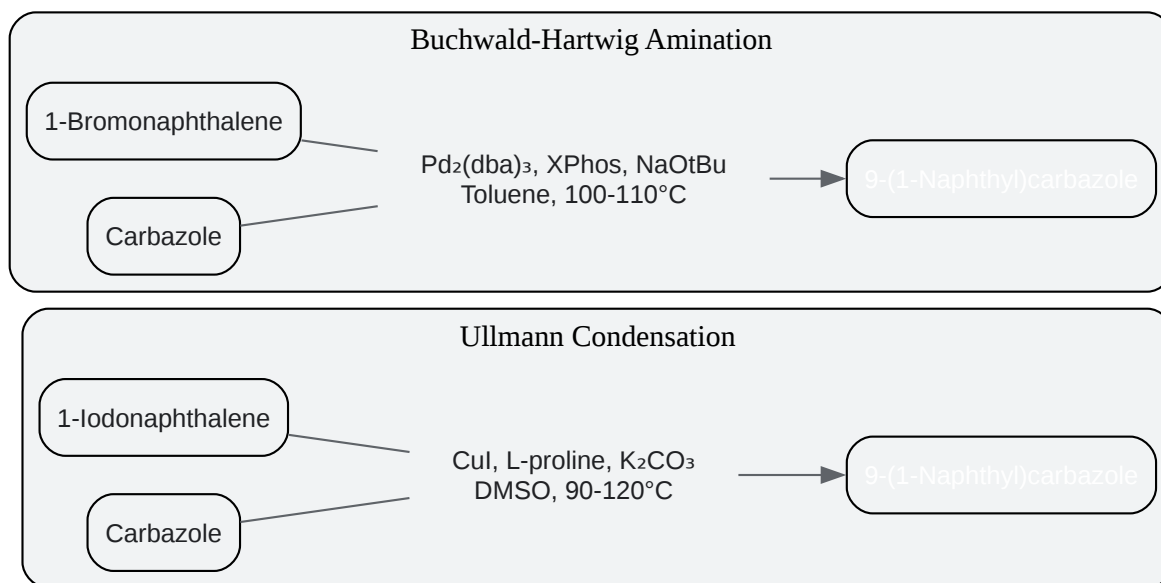 Buchwald-Hartwig Amination
1-Bromonaphthalene
Pd₂(dba)₃, XPhos, NaOtBu
Toluene, 100-110°C
9-(1-Naphthyl)carbazole
Carbazole
Ullmann Condensation
1-Iodonaphthalene
CuI, L-proline, K₂CO₃
DMSO, 90-120°C
9-(1-Naphthyl)carbazole
Carbazole